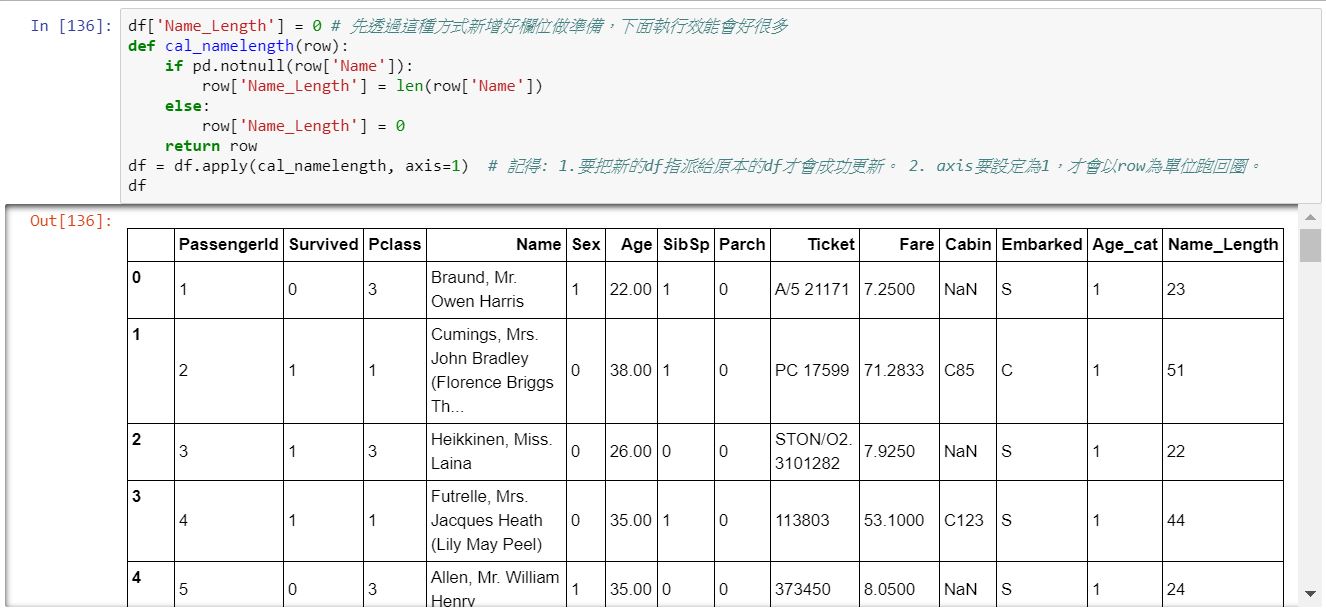 In [136]:
df['Name_Length'] = 0 # 先透過這種方式新增好欄位做準備，下面執行效能會好很多
def cal_namelength(row):
    if pd.notnull(row['Name']):
        row['Name_Length'] = len(row['Name'])
    else:
        row['Name_Length'] = 0
    return row
df = df.apply(cal_namelength, axis=1)  # 記得: 1.要把新的df指派給原本的df才會成功更新。 2. axis要設定為1，才會以row為單位跑回圈。
df
Out[136]:
PassengerId Survived Pclass Name Sex Age SibSp Parch Ticket Fare Cabin Embarked Age_cat Name_Length
0 1 0 3 Braund, Mr. 1 22.00 1 0 A/5 21171 7.2500 NaN S 1 23
Owen Harris
1 2 1 1 Cumings, Mrs. 0 38.00 1 0 PC 17599 71.2833 C85 C 1 51
John Bradley
(Florence Briggs
Th...
2 3 1 3 Heikkinen, Miss. 0 26.00 0 0 STON/O2. 7.9250 NaN S 1 22
Laina 3101282
3 4 1 1 Futrelle, Mrs. 0 35.00 1 0 113803 53.1000 C123 S 1 44
Jacques Heath
(Lily May Peel)
4 5 0 3 Allen, Mr. William 1 35.00 0 0 373450 8.0500 NaN S 1 24
Henry